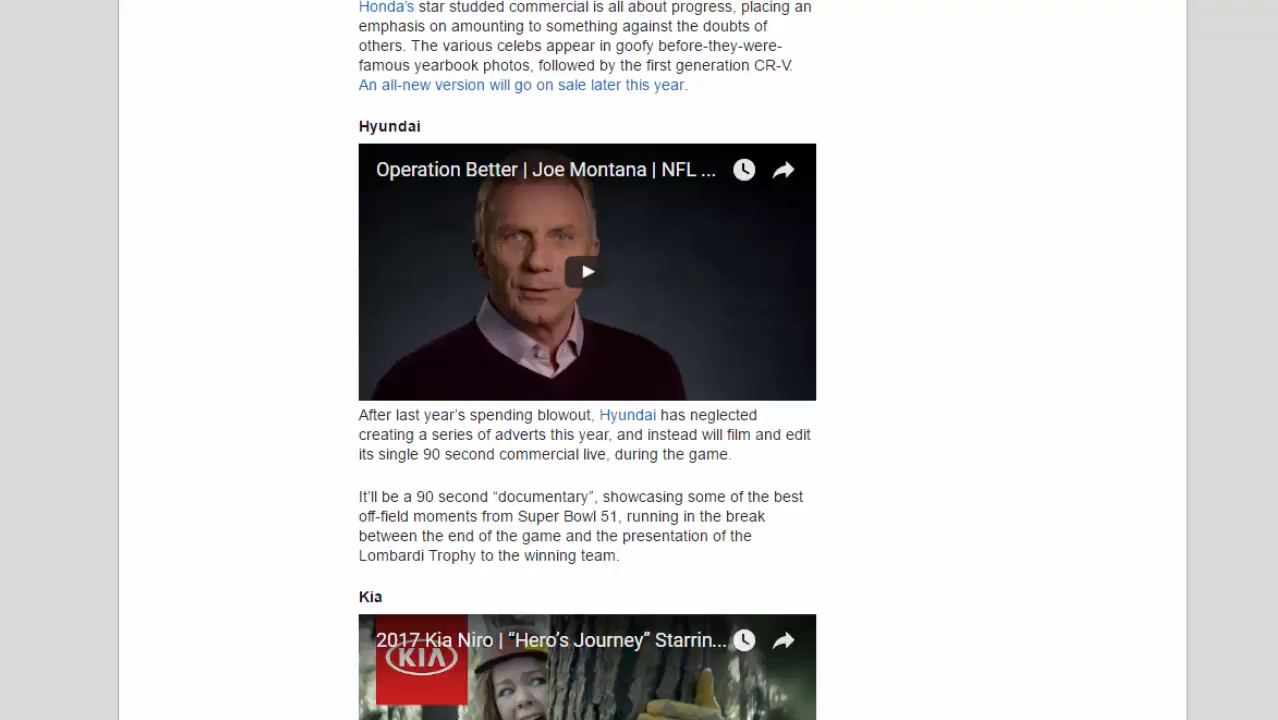 Honda's star studded commercial is all about progress, placing an
emphasis on amounting to something against the doubts of
others. The various celebs appear in goofy before-they-were-
famous yearbook photos, followed by the first generation CR-V.
An all-new version will go on sale later this year.
Hyundai
Operation Better | Joe Montana | NFL ...
After last year's spending blowout, Hyundai has neglected
creating a series of adverts this year, and instead will film and edit
its single 90 second commercial live, during the game.
It'll be a 90 second “documentary”, showcasing some of the best
off-field moments from Super Bowl 51, running in the break
between the end of the game and the presentation of the
Lombardi Trophy to the winning team.
Kia
2017 Kia Niro | “Hero's Journey” Starrin...
KIA